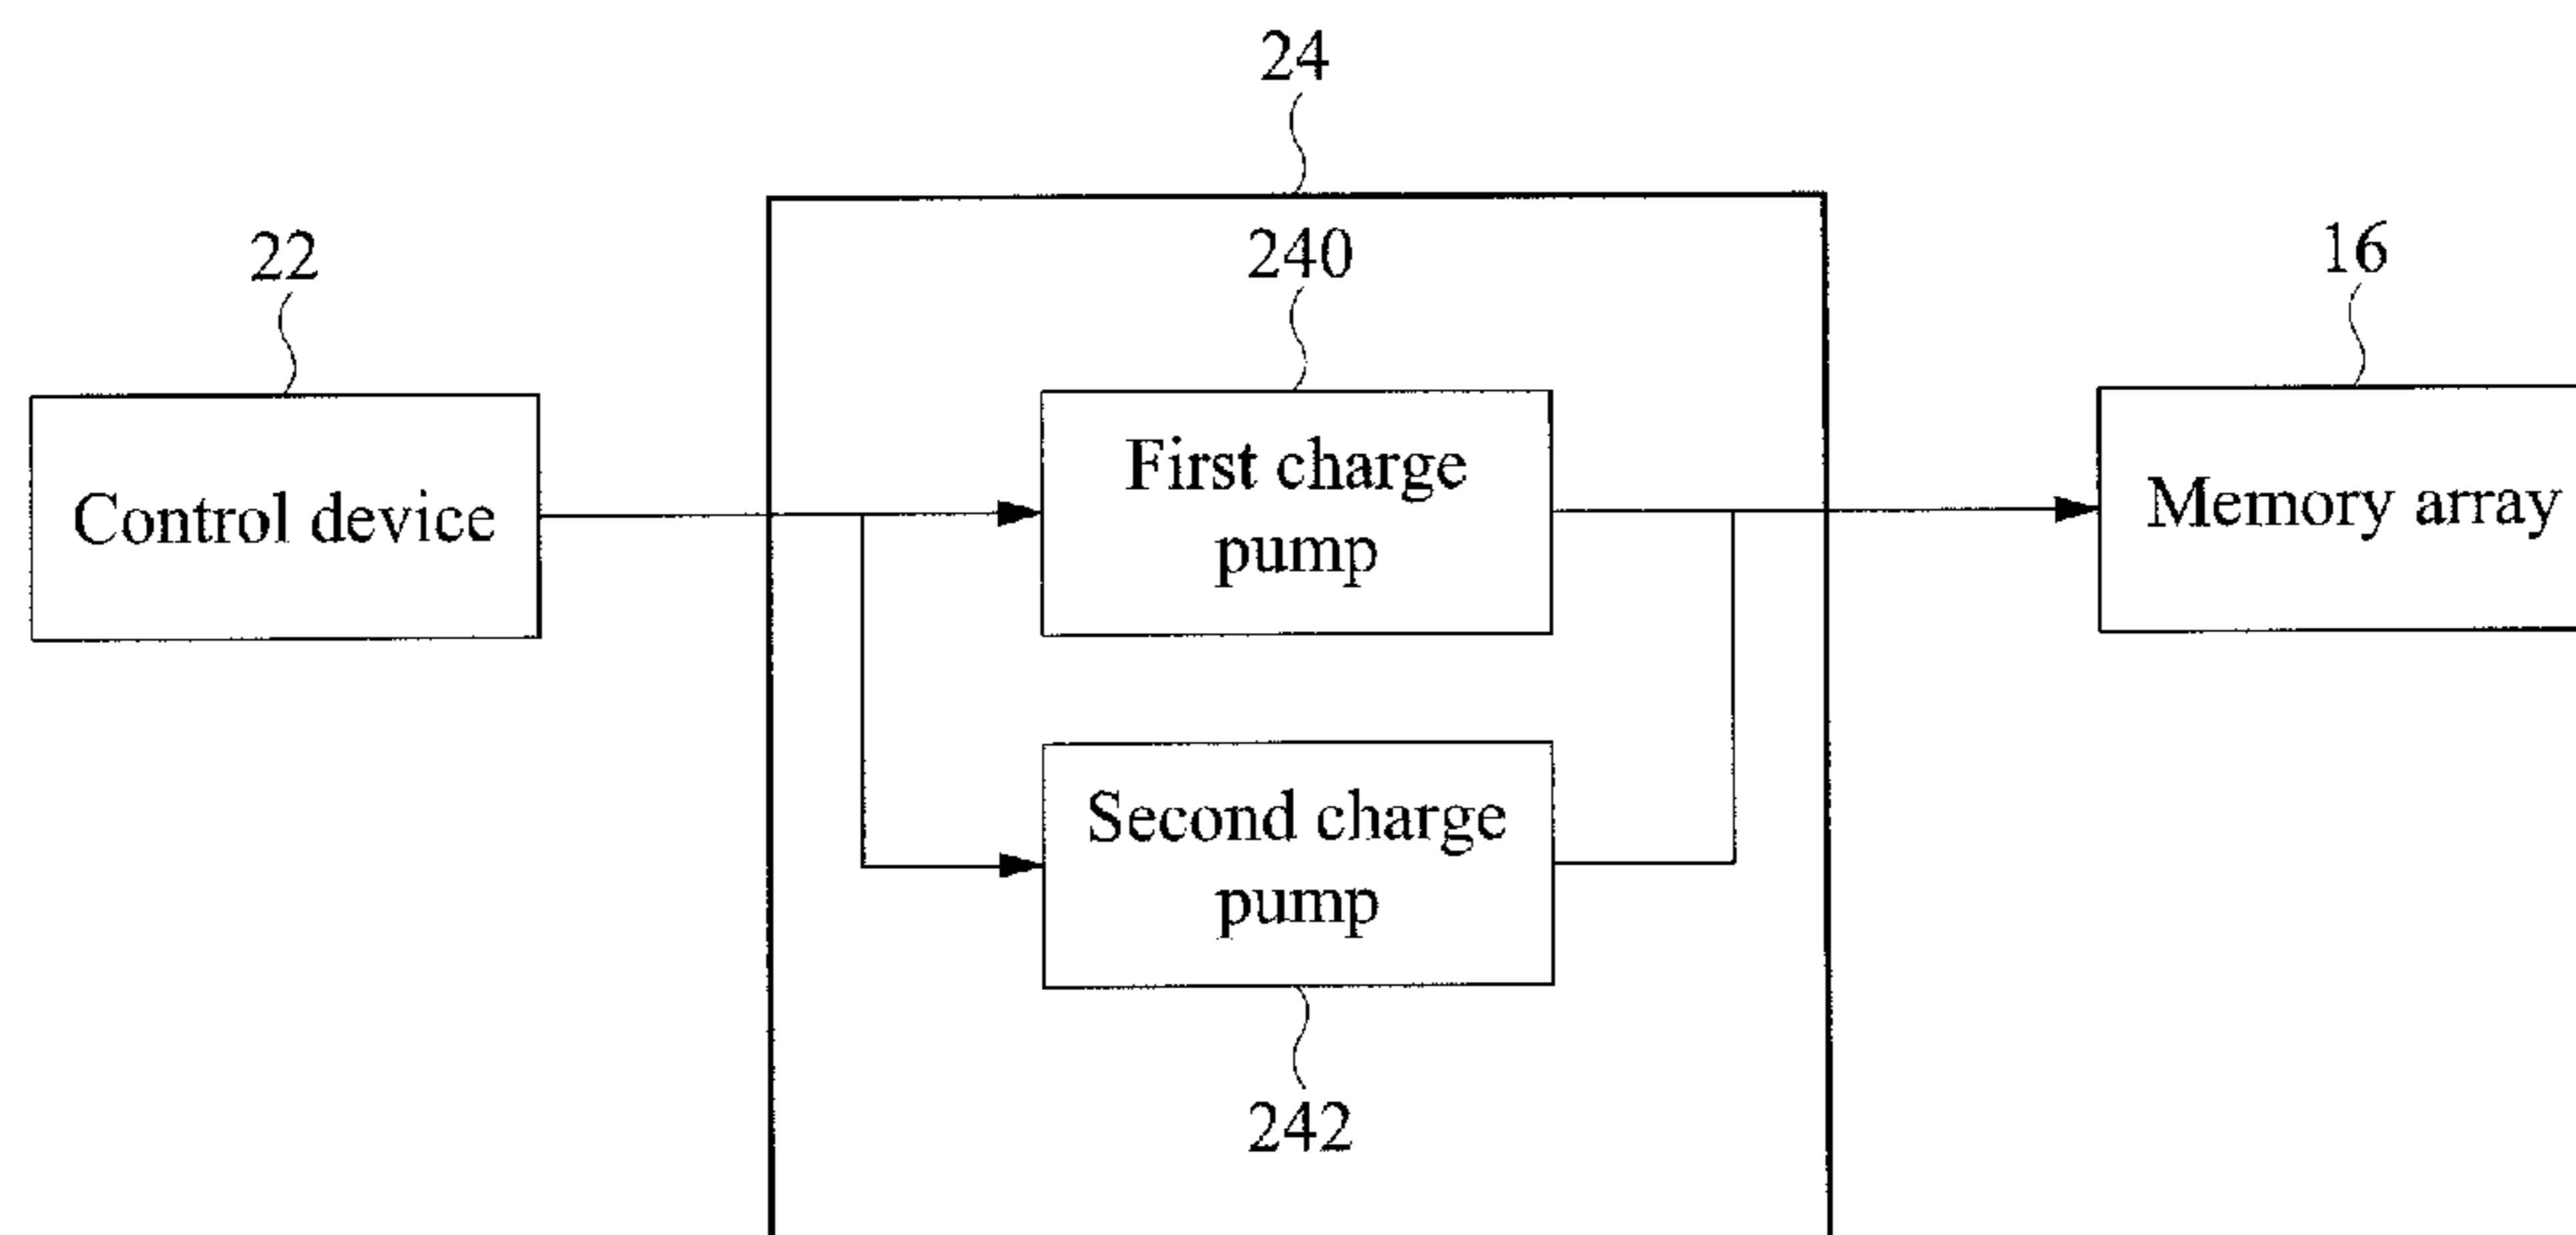 24
22
240
16
Control device
First charge
pump
Memory array
Second charge
pump
242